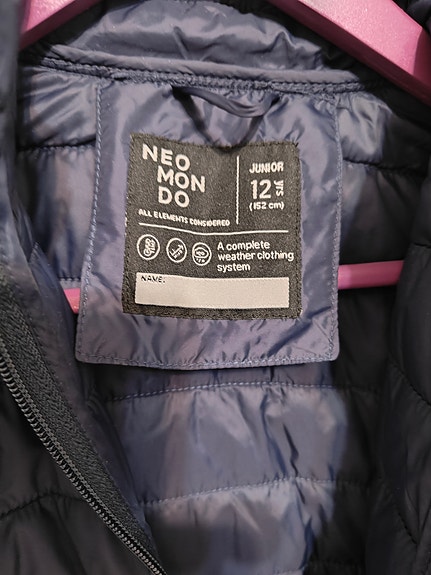 NEO
MON
DO
ALL ELEMENTS CONSIDERED
JUNIOR
12 YRS
(152 cm)
A complete
weather clothing
system
NAME: